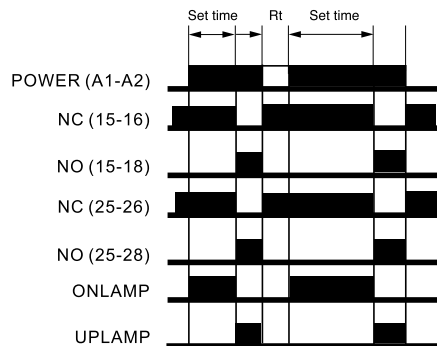 Set time Rt Set time
POWER (A1-A2)
NC (15-16)
NO (15-18)
NC (25-26)
NO (25-28)
ONLAMP
UPLAMP